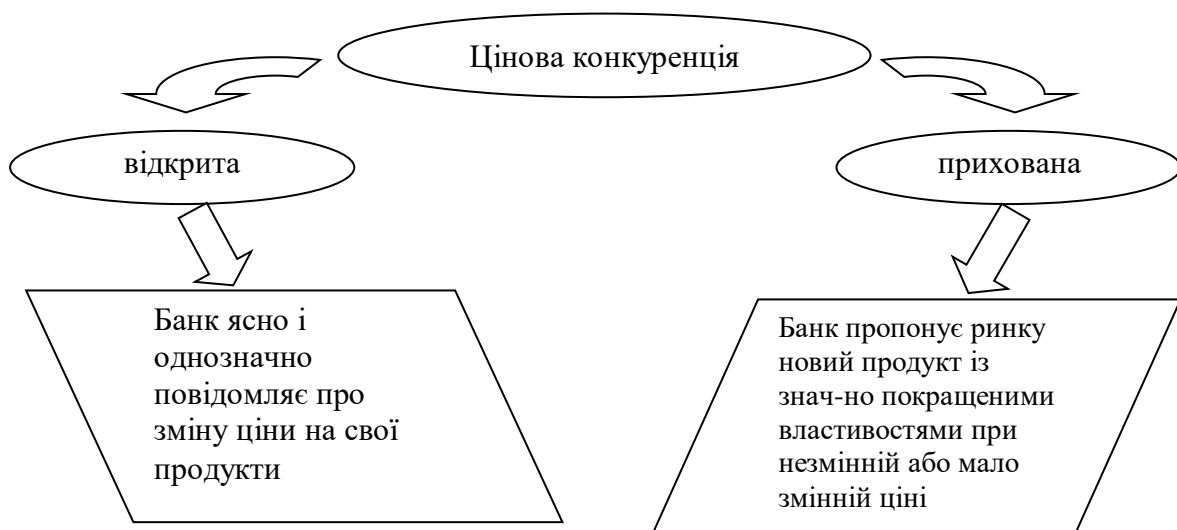 Цінова конкуренція
відкрита
прихована
Банк ясно і
однозначно
повідомляє про
зміну ціни на свої
продукти
Банк пропонує ринку
новий продукт із
знач-но покращеними
властивостями при
незмінній або мало
змінній ціні